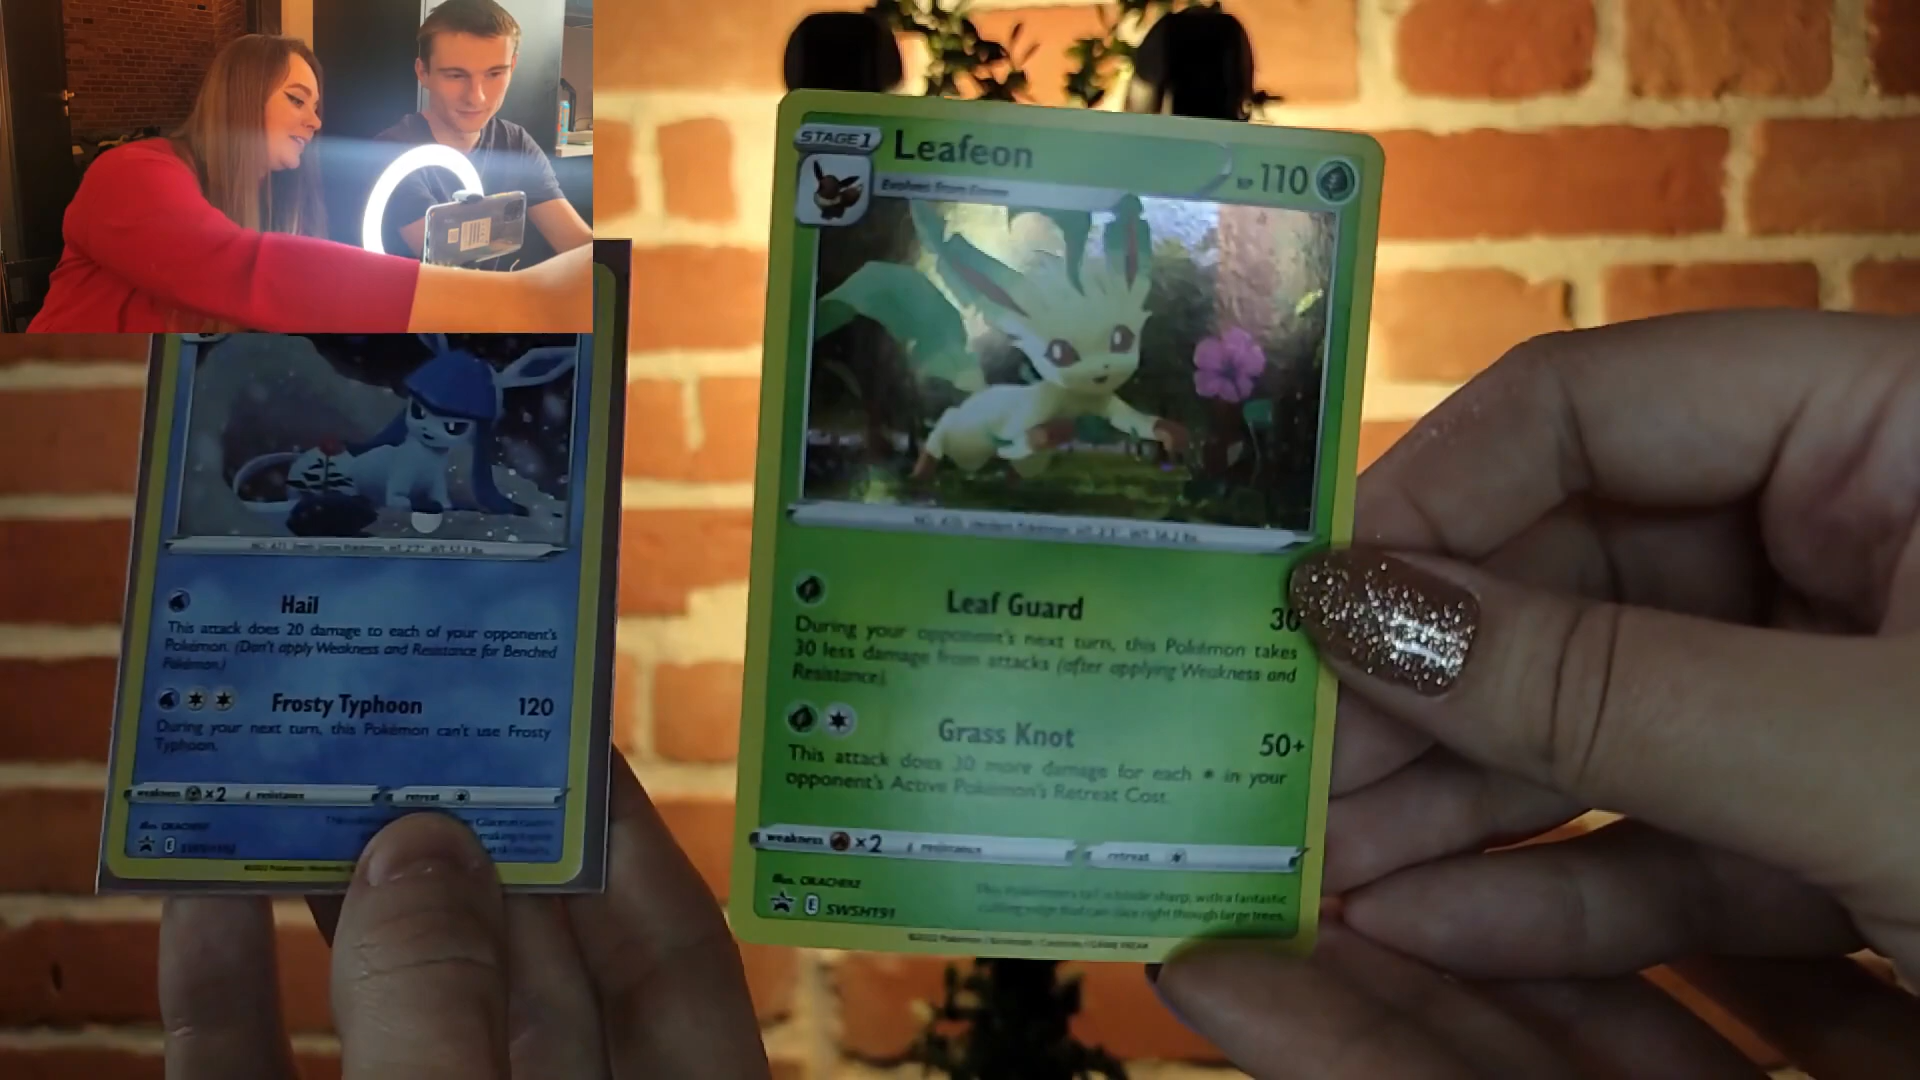 Hail
This attack does 20 damage to each of your opponent's
Pokémon. (Don't apply Weakness and Resistance for Benched
Pokémon.)
Frosty Typhoon 120
During your next turn, this Pokémon can't use Frosty
Typhoon.
weakness ×2 resistance retreat
STAGE 1
Leafeon
HP 110
Evolves from Eevee
Leaf Guard 30
During your opponent's next turn, this Pokémon takes
30 less damage from attacks (after applying Weakness and
Resistance).
Grass Knot 50+
This attack does 30 more damage for each * in your
opponent's Active Pokémon's Retreat Cost.
weakness ×2 resistance retreat
E SWSH191